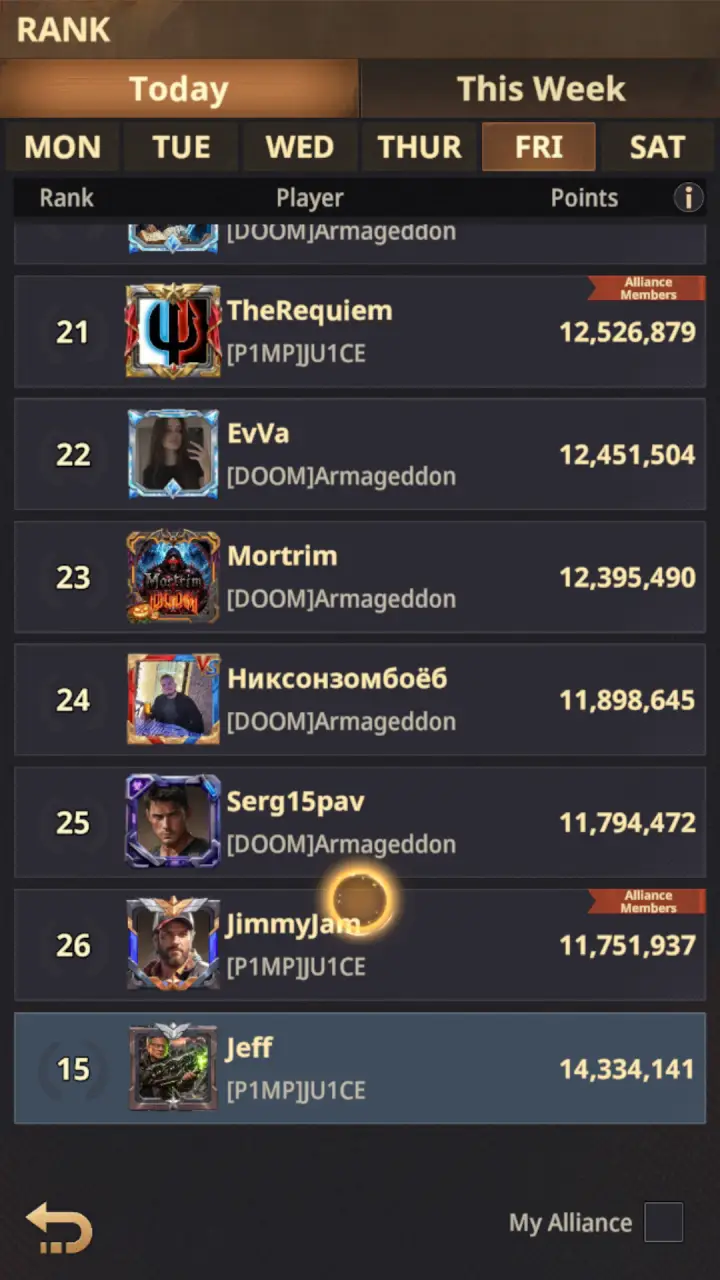 RANK
Today
This Week
MON
TUE
WED
THUR
FRI
SAT
Rank
Player
Points
[DOOM]Armageddon
21
TheRequiem
[P1MP]JU1CE
Alliance
Members
12,526,879
22
EvVa
[DOOM]Armageddon
12,451,504
23
Mortrim
DOOM
Mortrim
[DOOM]Armageddon
12,395,490
24
VS
Никсонзомбоёб
[DOOM]Armageddon
11,898,645
25
Serg15pav
[DOOM]Armageddon
11,794,472
26
JimmyJam
[P1MP]JU1CE
Alliance
Members
11,751,937
15
Jeff
[P1MP]JU1CE
14,334,141
My Alliance